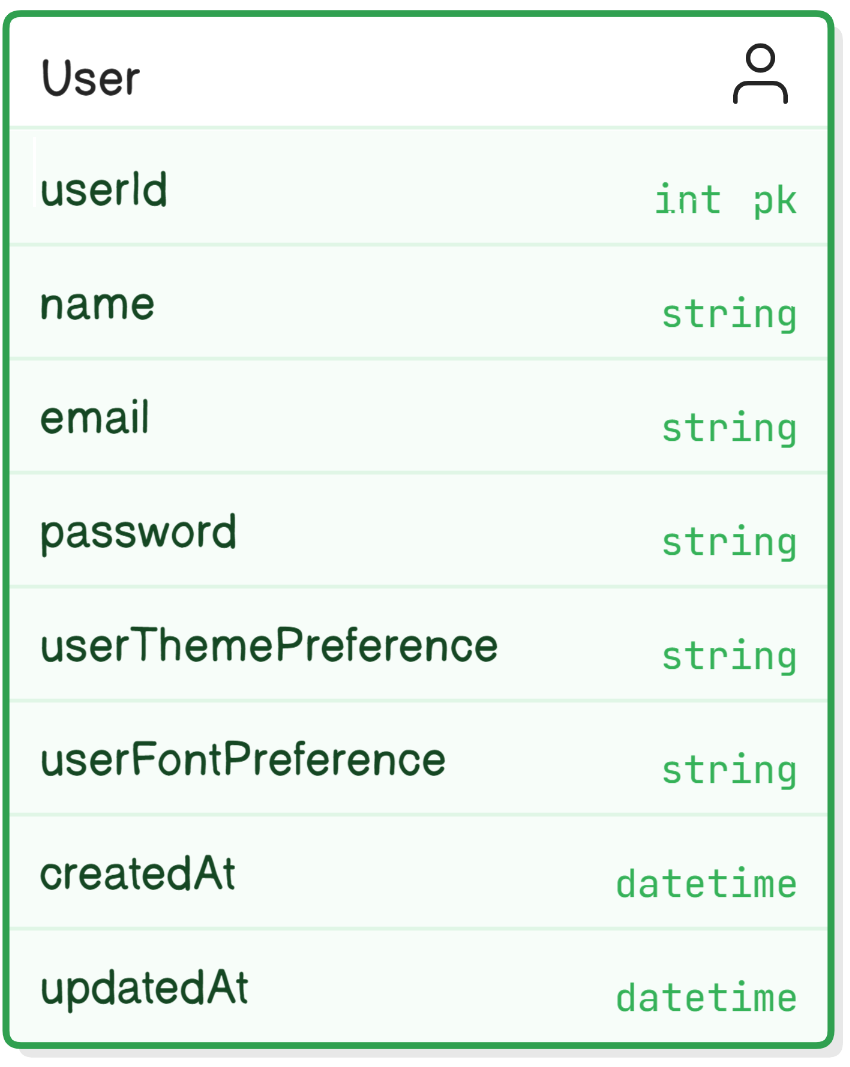 User
userId int pk
name string
email string
password string
userThemePreference string
userFontPreference string
createdAt datetime
updatedAt datetime